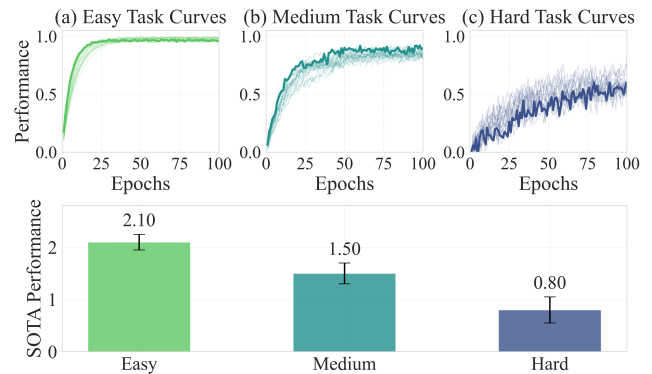 (a) Easy Task Curves
(b) Medium Task Curves
(c) Hard Task Curves
Performance
1.0
0.5
0.0
0 25 50 75 100
Epochs
1.0
0.5
0.0
0 25 50 75 100
Epochs
1.0
0.5
0.0
0 25 50 75 100
Epochs
SOTA Performance
2
1
0
2.10
1.50
0.80
Easy
Medium
Hard